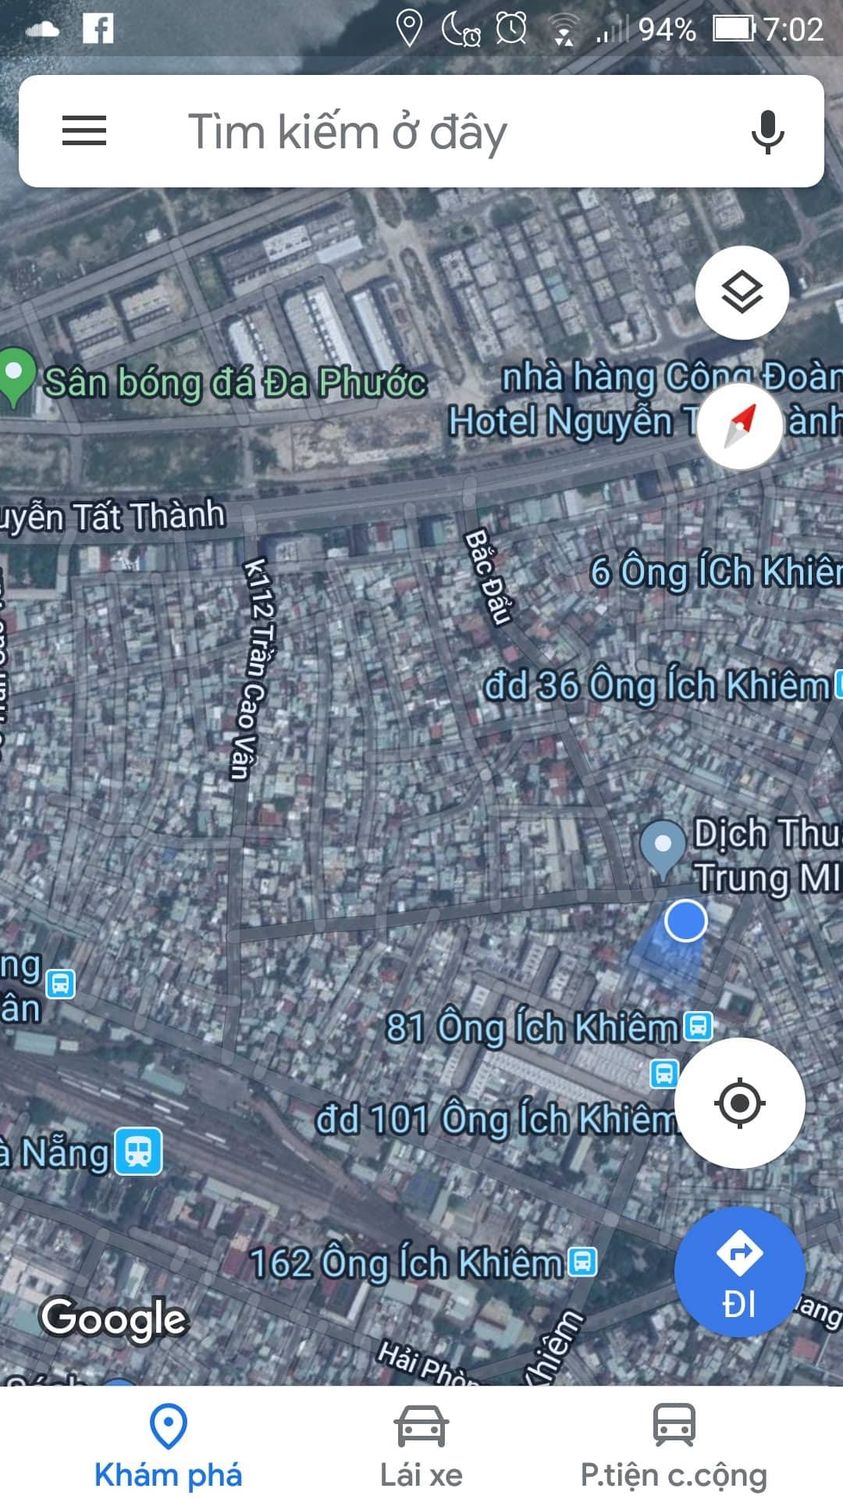 94% 7:02
Tìm kiếm ở đây
Sân bóng đá Đa Phước
nhà hàng Công Đoàn
Hotel Nguyễn T ành
uyễn Tất Thành
Bắc Đẩu
k112 Trần Cao Vân
6 Ông ÍCh Khiêm
đd 36 Ông Ích Khiêm
Dịch Thu
Trung MI
ng
ân
81 Ông Ích Khiêm
đd 101 Ông Ích Khiêm
à Nẵng
162 Ông Ích Khiêm
ĐI
ang
Google
Hải Phòn
Khiêm
Khám phá
Lái xe
P.tiện c.cộng